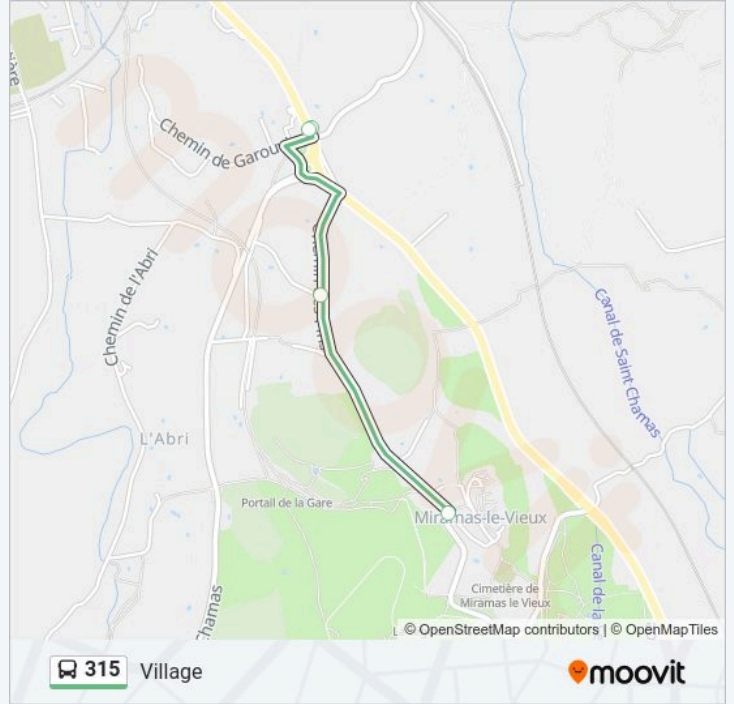 Chemin de Garou
Chemin de l'Abri
Canal de Saint Chamas
L'Abri
Portail de la Gare
Miramas-le-Vieux
Cimetière de
Miramas le Vieux
Canal de la
Chamas
© OpenStreetMap contributors | © OpenMapTiles
315 Village
moovit